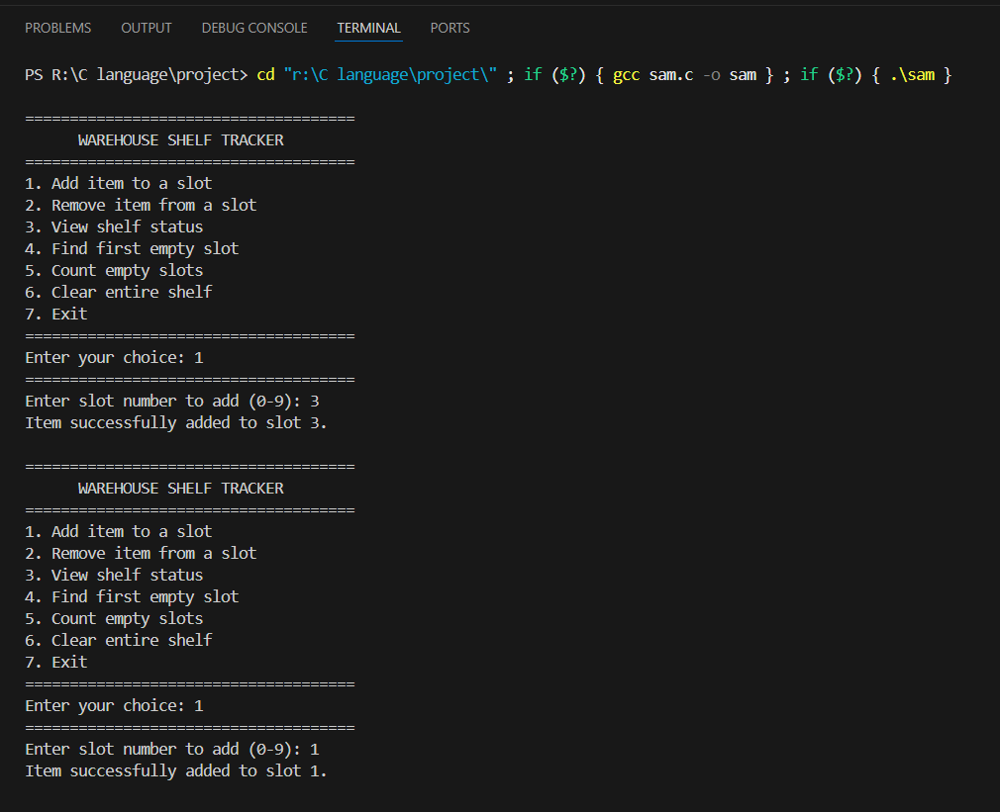 PROBLEMS OUTPUT DEBUG CONSOLE TERMINAL PORTS
PS R:\C language\project> cd "r:\C language\project\" ; if ($?) { gcc sam.c -o sam } ; if ($?) { .\sam }
=====================================
WAREHOUSE SHELF TRACKER
=====================================
1. Add item to a slot
2. Remove item from a slot
3. View shelf status
4. Find first empty slot
5. Count empty slots
6. Clear entire shelf
7. Exit
=====================================
Enter your choice: 1
=====================================
Enter slot number to add (0-9): 3
Item successfully added to slot 3.
=====================================
WAREHOUSE SHELF TRACKER
=====================================
1. Add item to a slot
2. Remove item from a slot
3. View shelf status
4. Find first empty slot
5. Count empty slots
6. Clear entire shelf
7. Exit
=====================================
Enter your choice: 1
=====================================
Enter slot number to add (0-9): 1
Item successfully added to slot 1.